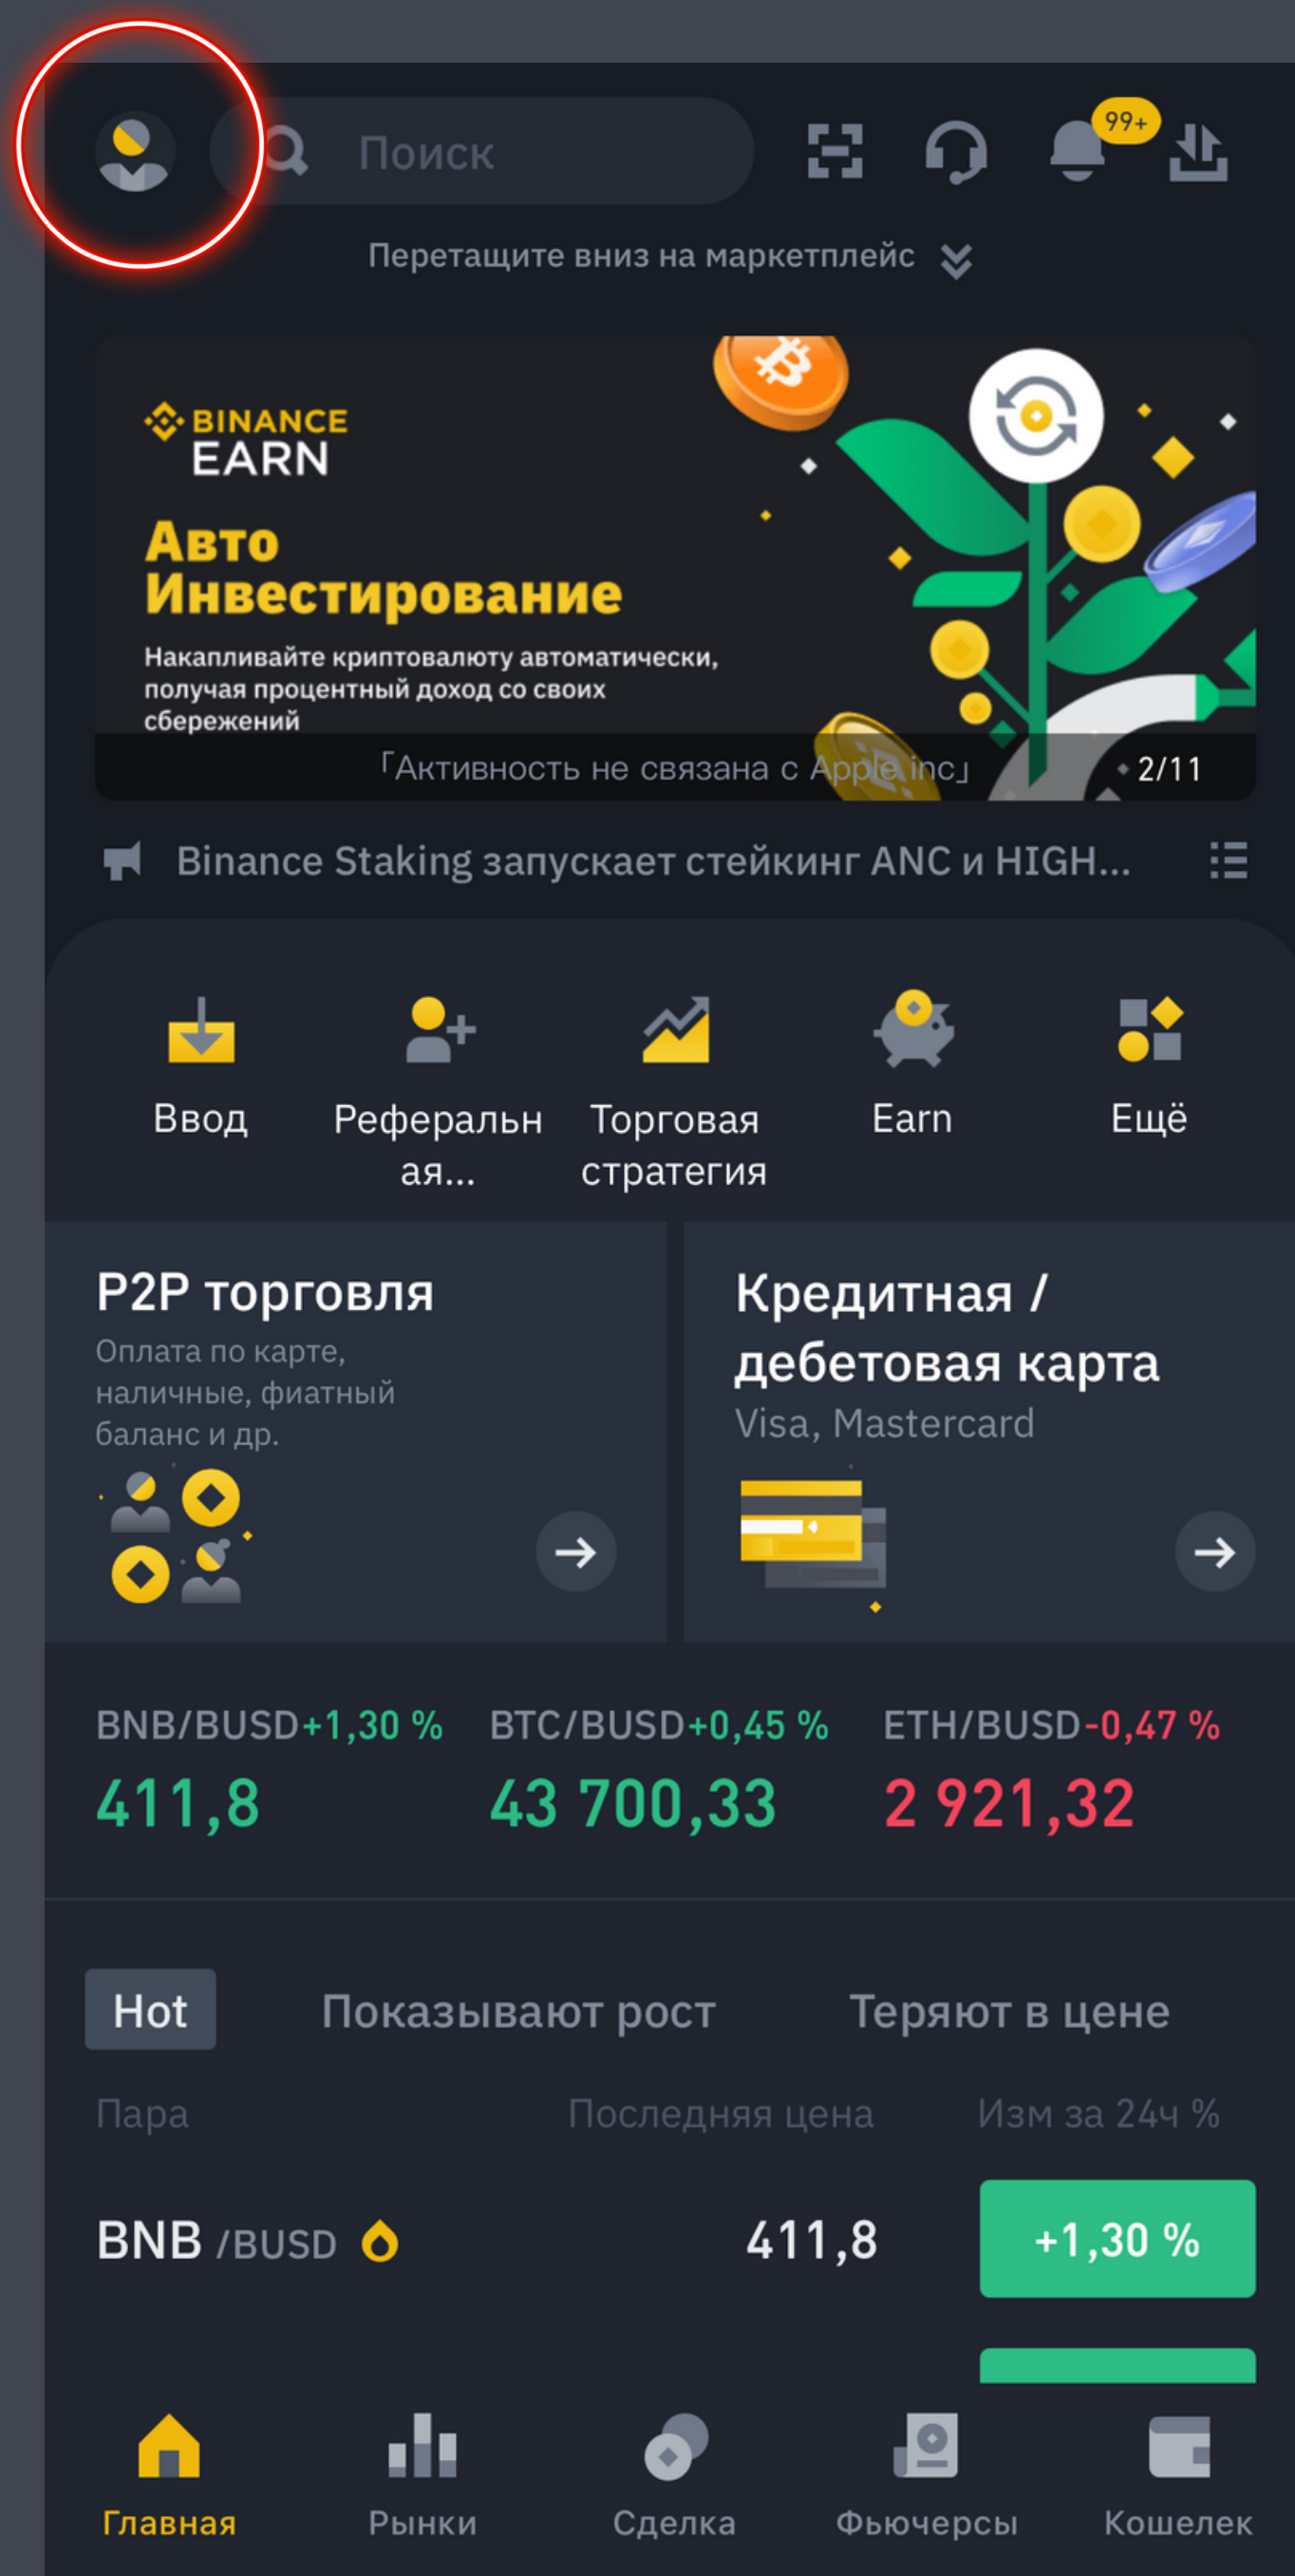 Поиск
99+
Перетащите вниз на маркетплейс
BINANCE
EARN
Авто
Инвестирование
Накапливайте криптовалюту автоматически,
получая процентный доход со своих
сбережений
「Активность не связана с Apple inc」
2/11
Binance Staking запускает стейкинг ANC и HIGH...
Ввод
Реферальн
ая...
Торговая
стратегия
Earn
Ещё
P2P торговля
Оплата по карте,
наличные, фиатный
баланс и др.
Кредитная /
дебетовая карта
Visa, Mastercard
BNB/BUSD+1,30 % BTC/BUSD+0,45 % ETH/BUSD-0,47 %
411,8 43 700,33 2 921,32
Hot Показывают рост Теряют в цене
Пара Последняя цена Изм за 24ч %
BNB /BUSD 411,8 +1,30 %
Главная Рынки Сделка Фьючерсы Кошелек